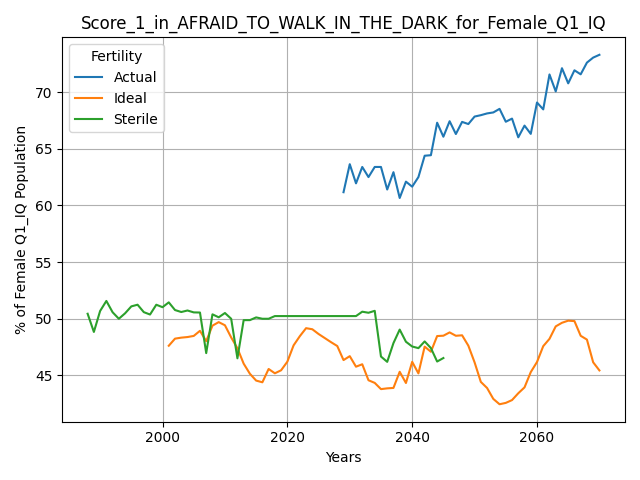 Score_1_in_AFRAID_TO_WALK_IN_THE_DARK_for_Female_Q1_IQ
Fertility
Actual
Ideal
Sterile
% of Female Q1_IQ Population
70
65
60
55
50
45
2000
2020
2040
2060
Years